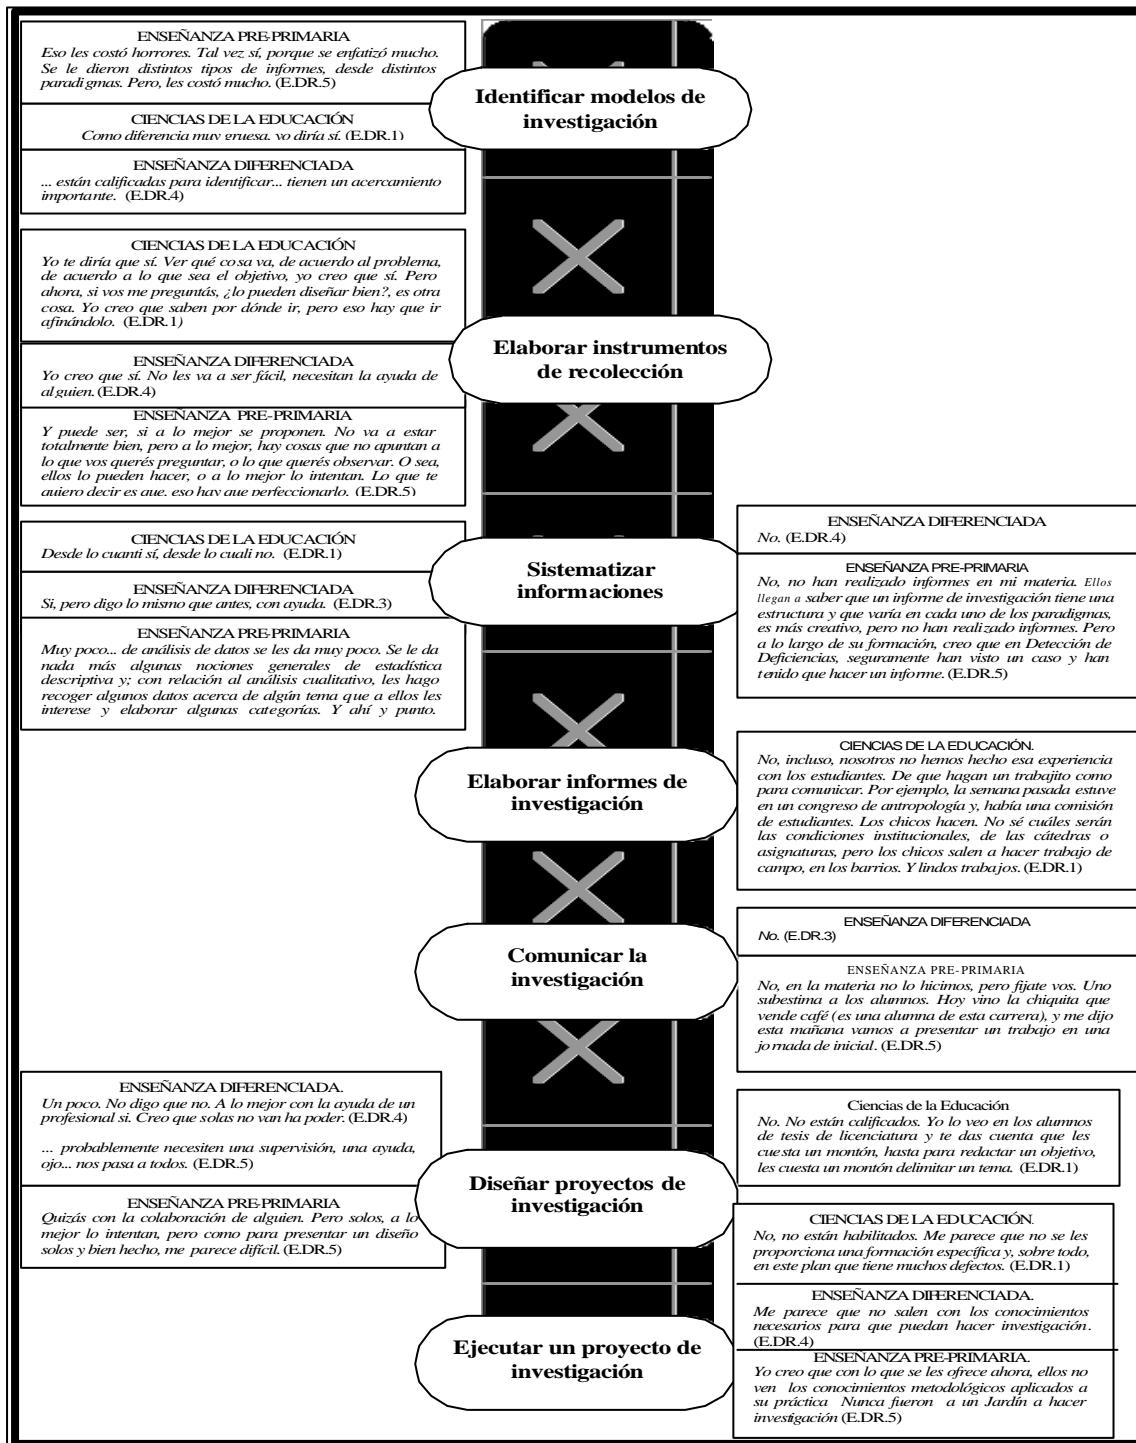 ENSEÑANZA PRE-PRIMARIA
Eso les costó horrores. Tal vez sí, porque se enfatizó mucho.
Se le dieron distintos tipos de informes, desde distintos
paradigmas. Pero, les costó mucho. (E.DR.5)
Identificar modelos de
investigación
CIENCIAS DE LA EDUCACIÓN
Como diferencia muy gruesa, yo diría sí. (E.DR.1)
ENSEÑANZA DIFERENCIADA
... están calificadas para identificar... tienen un acercamiento
importante. (E.DR.4)
CIENCIAS DE LA EDUCACIÓN
Yo te diría que sí. Ver qué cosa va, de acuerdo al problema,
de acuerdo a lo que sea el objetivo, yo creo que sí. Pero
ahora, si vos me preguntás, ¿lo pueden diseñar bien?, es otra
cosa. Yo creo que saben por dónde ir, pero eso hay que ir
afinándolo. (E.DR.1)
Elaborar instrumentos
de recolección
ENSEÑANZA DIFERENCIADA
Yo creo que sí. No les va a ser fácil, necesitan la ayuda de
alguien. (E.DR.4)
ENSEÑANZA PRE-PRIMARIA
Y puede ser, si a lo mejor se proponen. No va a estar
totalmente bien, pero a lo mejor, hay cosas que no apuntan a
lo que vos querés preguntar, o lo que querés observar. O sea,
ellos lo pueden hacer, o a lo mejor lo intentan. Lo que te
quiero decir es que, eso hay que perfeccionarlo. (E.DR.5)
CIENCIAS DE LA EDUCACIÓN
Desde lo cuanti sí, desde lo cuali no. (E.DR.1)
ENSEÑANZA DIFERENCIADA
Si, pero digo lo mismo que antes, con ayuda. (E.DR.3)
ENSEÑANZA PRE-PRIMARIA
Muy poco... de análisis de datos se les da muy poco. Se le da
nada más algunas nociones generales de estadística
descriptiva y; con relación al análisis cualitativo, les hago
recoger algunos datos acerca de algún tema que a ellos les
interese y elaborar algunas categorías. Y ahí y punto.
Sistematizar
informaciones
ENSEÑANZA DIFERENCIADA
No. (E.DR.4)
ENSEÑANZA PRE-PRIMARIA
No, no han realizado informes en mi materia. Ellos
llegan a saber que un informe de investigación tiene una
estructura y que varía en cada uno de los paradigmas,
es más creativo, pero no han realizado informes. Pero
a lo largo de su formación, creo que en Detección de
Deficiencias, seguramente han visto un caso y han
tenido que hacer un informe. (E.DR.5)
Elaborar informes de
investigación
CIENCIAS DE LA EDUCACIÓN.
No, incluso, nosotros no hemos hecho esa experiencia
con los estudiantes. De que hagan un trabajito como
para comunicar. Por ejemplo, la semana pasada estuve
en un congreso de antropología y, había una comisión
de estudiantes. Los chicos hacen. No sé cuáles serán
las condiciones institucionales, de las cátedras o
asignaturas, pero los chicos salen a hacer trabajo de
campo, en los barrios. Y lindos trabajos. (E.DR.1)
Comunicar la
investigación
ENSEÑANZA DIFERENCIADA
No. (E.DR.3)
ENSEÑANZA PRE-PRIMARIA
No, en la materia no lo hicimos, pero fijate vos. Uno
subestima a los alumnos. Hoy vino la chiquita que
vende café (es una alumna de esta carrera), y me dijo
esta mañana vamos a presentar un trabajo en una
jornada de inicial. (E.DR.5)
ENSEÑANZA DIFERENCIADA.
Un poco. No digo que no. A lo mejor con la ayuda de un
profesional si. Creo que solas no van ha poder. (E.DR.4)
... probablemente necesiten una supervisión, una ayuda,
ojo... nos pasa a todos. (E.DR.5)
ENSEÑANZA PRE-PRIMARIA
Quizás con la colaboración de alguien. Pero solos, a lo
mejor lo intentan, pero como para presentar un diseño
solos y bien hecho, me parece difícil. (E.DR.5)
Diseñar proyectos de
investigación
Ciencias de la Educación
No. No están calificados. Yo lo veo en los alumnos
de tesis de licenciatura y te das cuenta que les
cuesta un montón, hasta para redactar un objetivo,
les cuesta un montón delimitar un tema. (E.DR.1)
CIENCIAS DE LA EDUCACIÓN.
No, no están habilitados. Me parece que no se les
proporciona una formación específica y, sobre todo,
en este plan que tiene muchos defectos. (E.DR.1)
Ejecutar un proyecto de
investigación
ENSEÑANZA DIFERENCIADA.
Me parece que no salen con los conocimientos
necesarios para que puedan hacer investigación.
(E.DR.4)
ENSEÑANZA PRE-PRIMARIA.
Yo creo que con lo que se les ofrece ahora, ellos no
ven los conocimientos metodológicos aplicados a
su práctica Nunca fueron a un Jardín a hacer
investigación (E.DR.5)